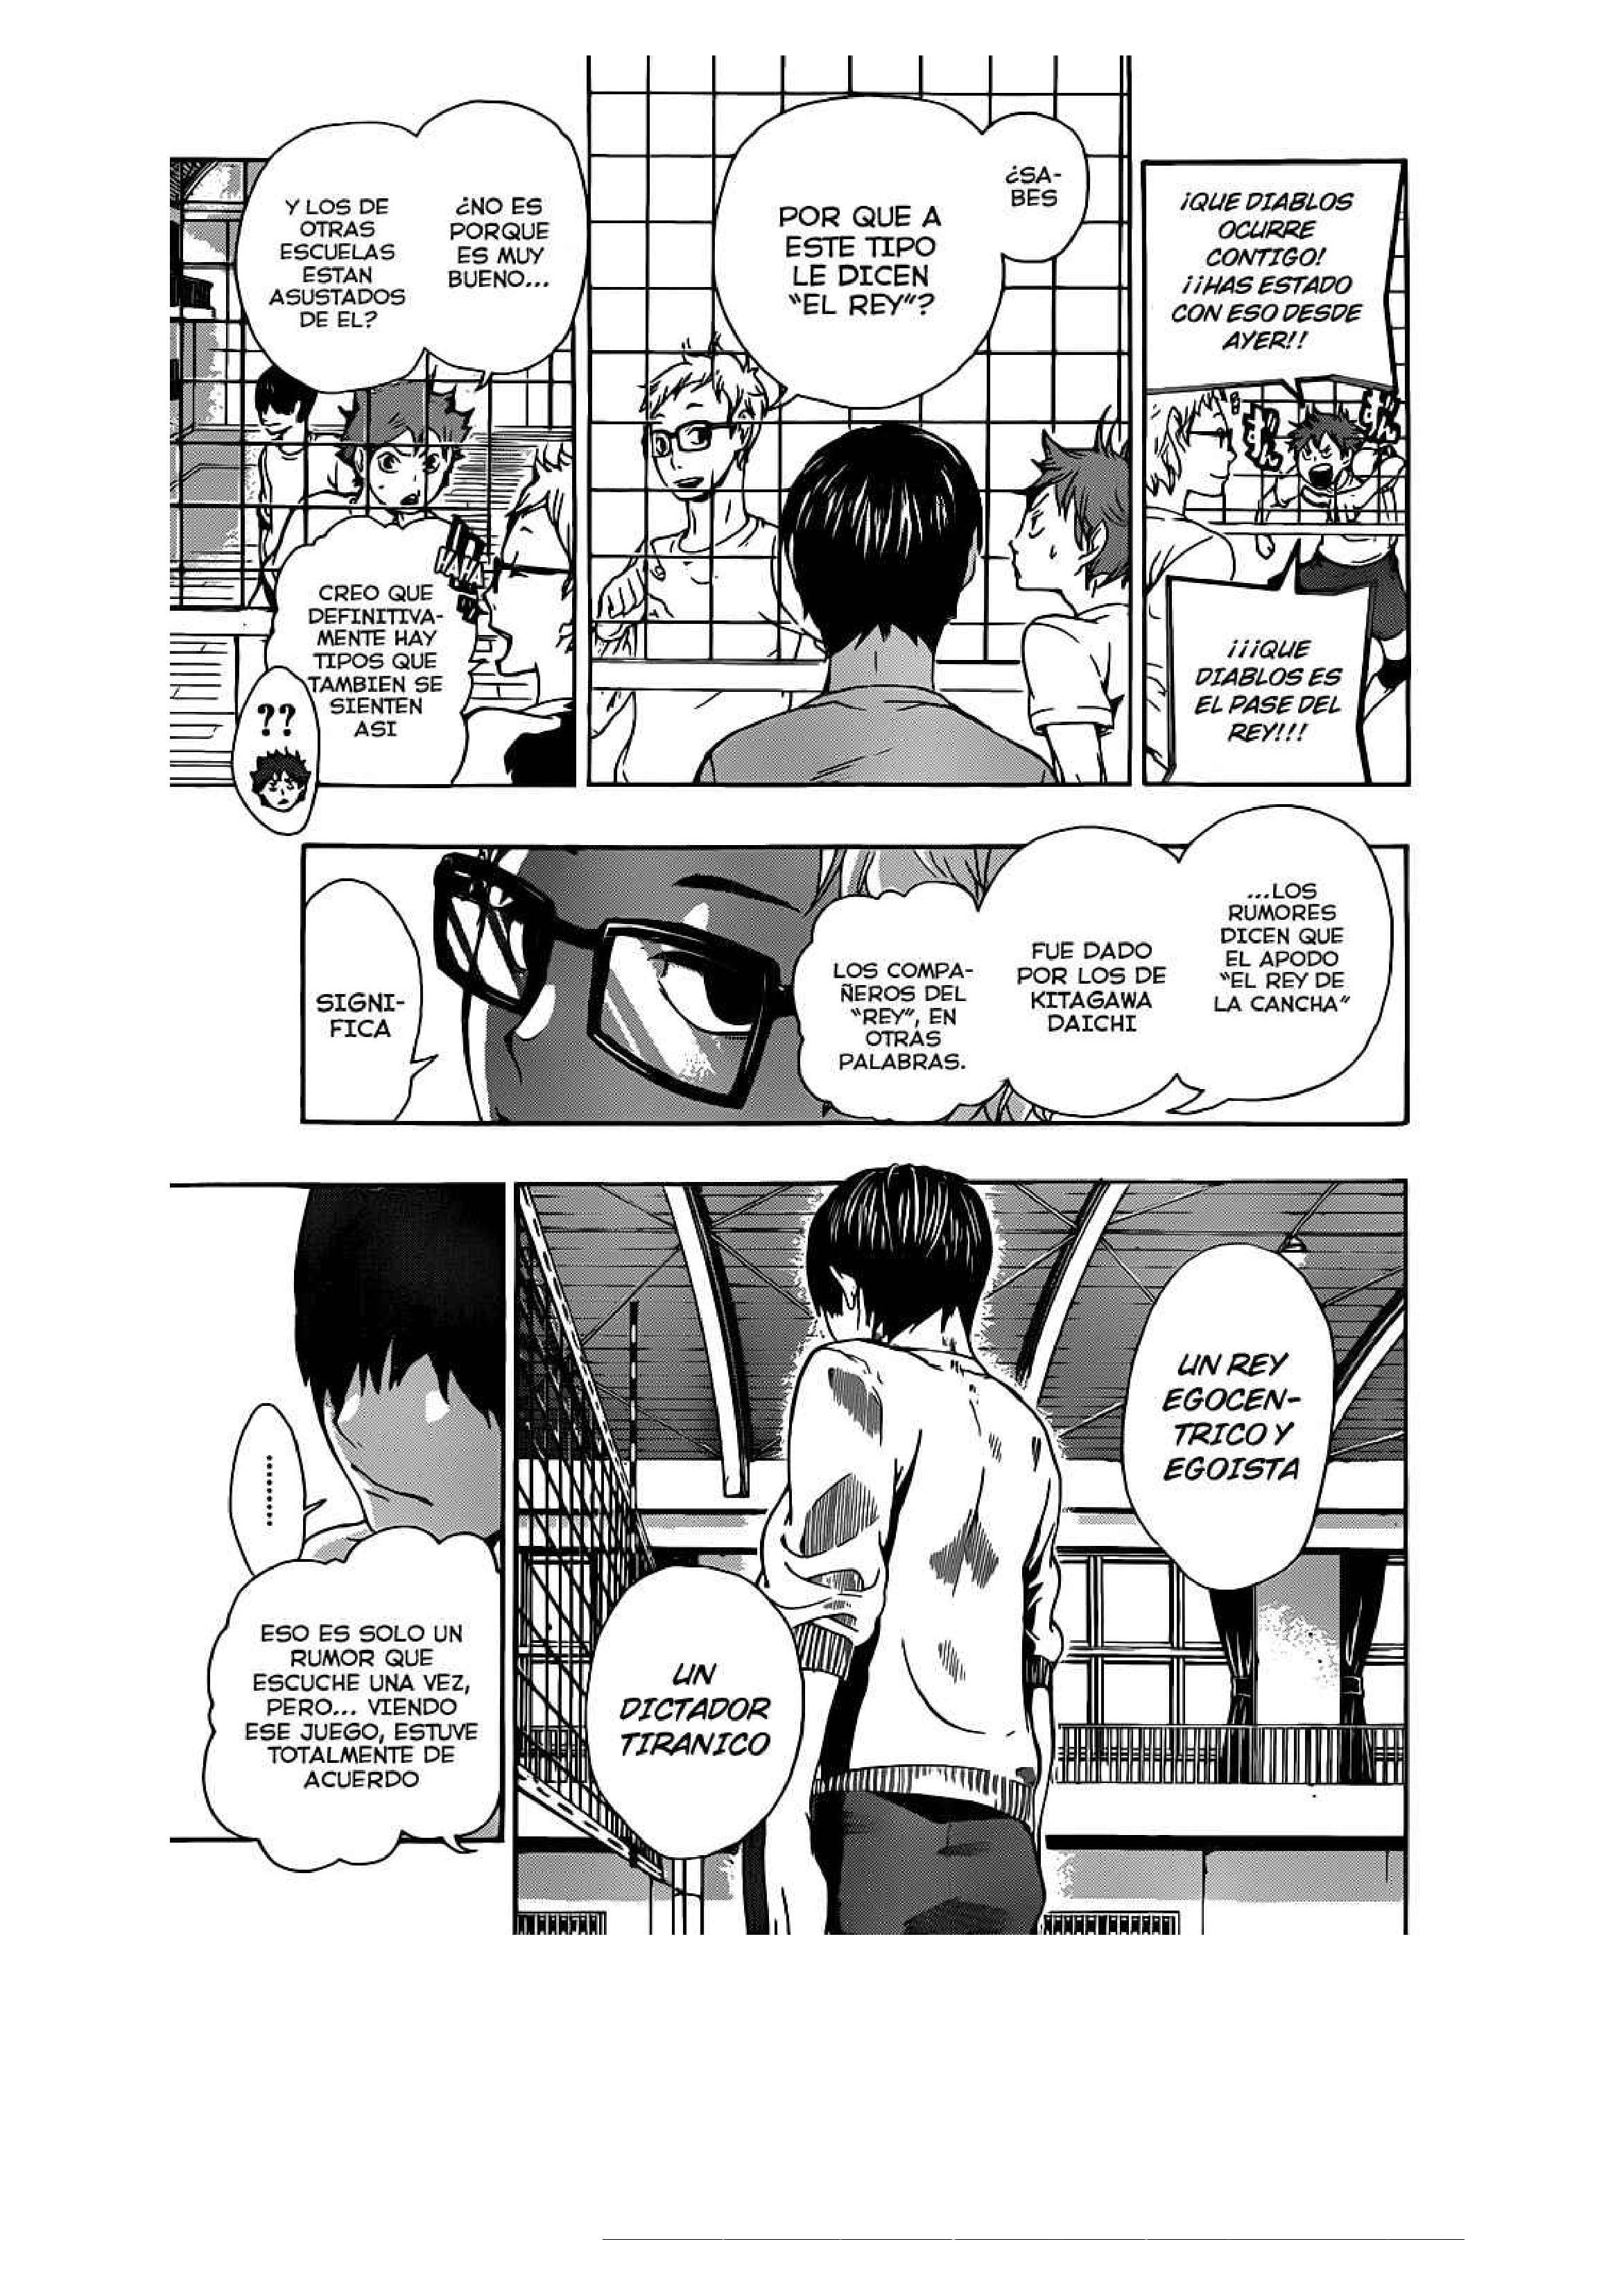 ¡QUE DIABLOS
OCURRE
CONTIGO!
¡¡HAS ESTADO
CON ESO DESDE
AYER!!
¡¡¡QUE
DIABLOS ES
EL PASE DEL
REY!!!
¿SA-
BES
POR QUE A
ESTE TIPO
LE DICEN
"EL REY"?
¿NO ES
PORQUE
ES MUY
BUENO...
Y LOS DE
OTRAS
ESCUELAS
ESTAN
ASUSTADOS
DE EL?
HAHA
CREO QUE
DEFINITIVA-
MENTE HAY
TIPOS QUE
TAMBIEN SE
SIENTEN
ASI
??
...LOS
RUMORES
DICEN QUE
EL APODO
"EL REY DE
LA CANCHA"
FUE DADO
POR LOS DE
KITAGAWA
DAICHI
LOS COMPA-
ÑEROS DEL
"REY", EN
OTRAS
PALABRAS.
SIGNI-
FICA
UN REY
EGOCEN-
TRICO Y
EGOISTA
UN
DICTADOR
TIRANICO
.........
ESO ES SOLO UN
RUMOR QUE
ESCUCHE UNA VEZ,
PERO... VIENDO
ESE JUEGO, ESTUVE
TOTALMENTE DE
ACUERDO